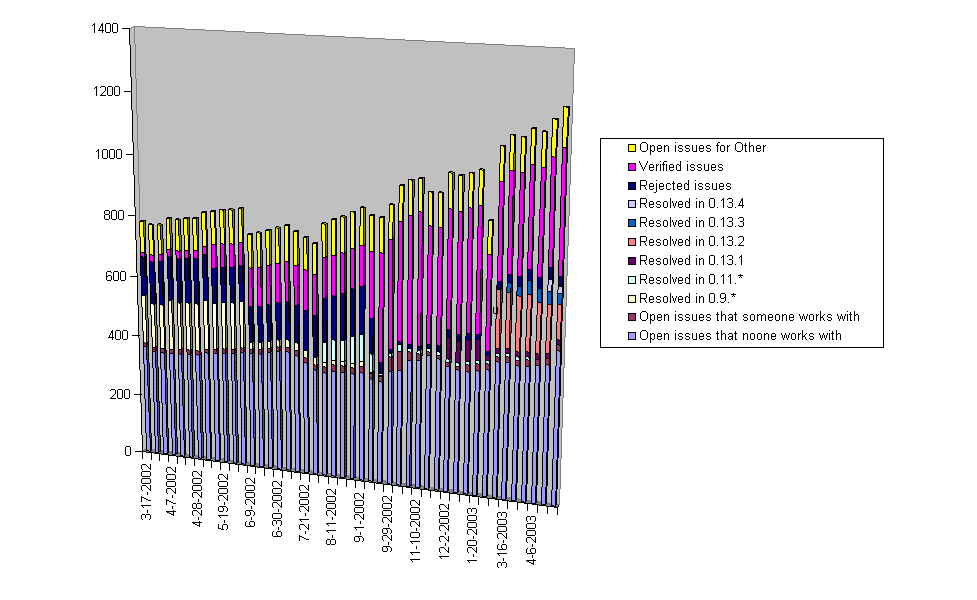 1400
1200
1000
800
600
400
200
0
3-17-2002
4-7-2002
4-28-2002
5-19-2002
6-9-2002
6-30-2002
7-21-2002
8-11-2002
9-1-2002
9-29-2002
11-10-2002
12-2-2002
1-20-2003
3-16-2003
4-6-2003
Open issues for Other
Verified issues
Rejected issues
Resolved in 0.13.4
Resolved in 0.13.3
Resolved in 0.13.2
Resolved in 0.13.1
Resolved in 0.11.*
Resolved in 0.9.*
Open issues that someone works with
Open issues that noone works with